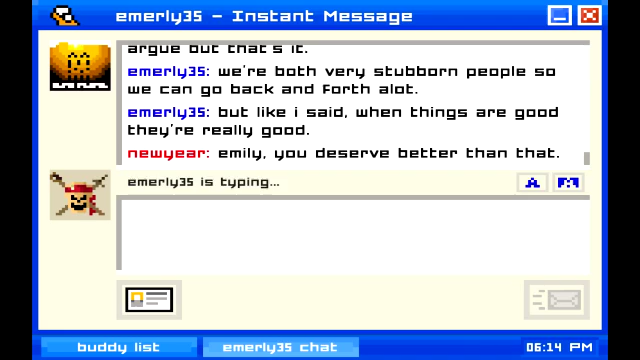 emerly35 - Instant Message
argue but that's it.
emerly35: we're both very stubborn people so
we can go back and Forth alot.
emerly35: but like i said, when things are good
they're really good.
newyear: emily, you deserve better than that.
emerly35 is typing...
A
buddy list
emerly35 chat
06:14 PM